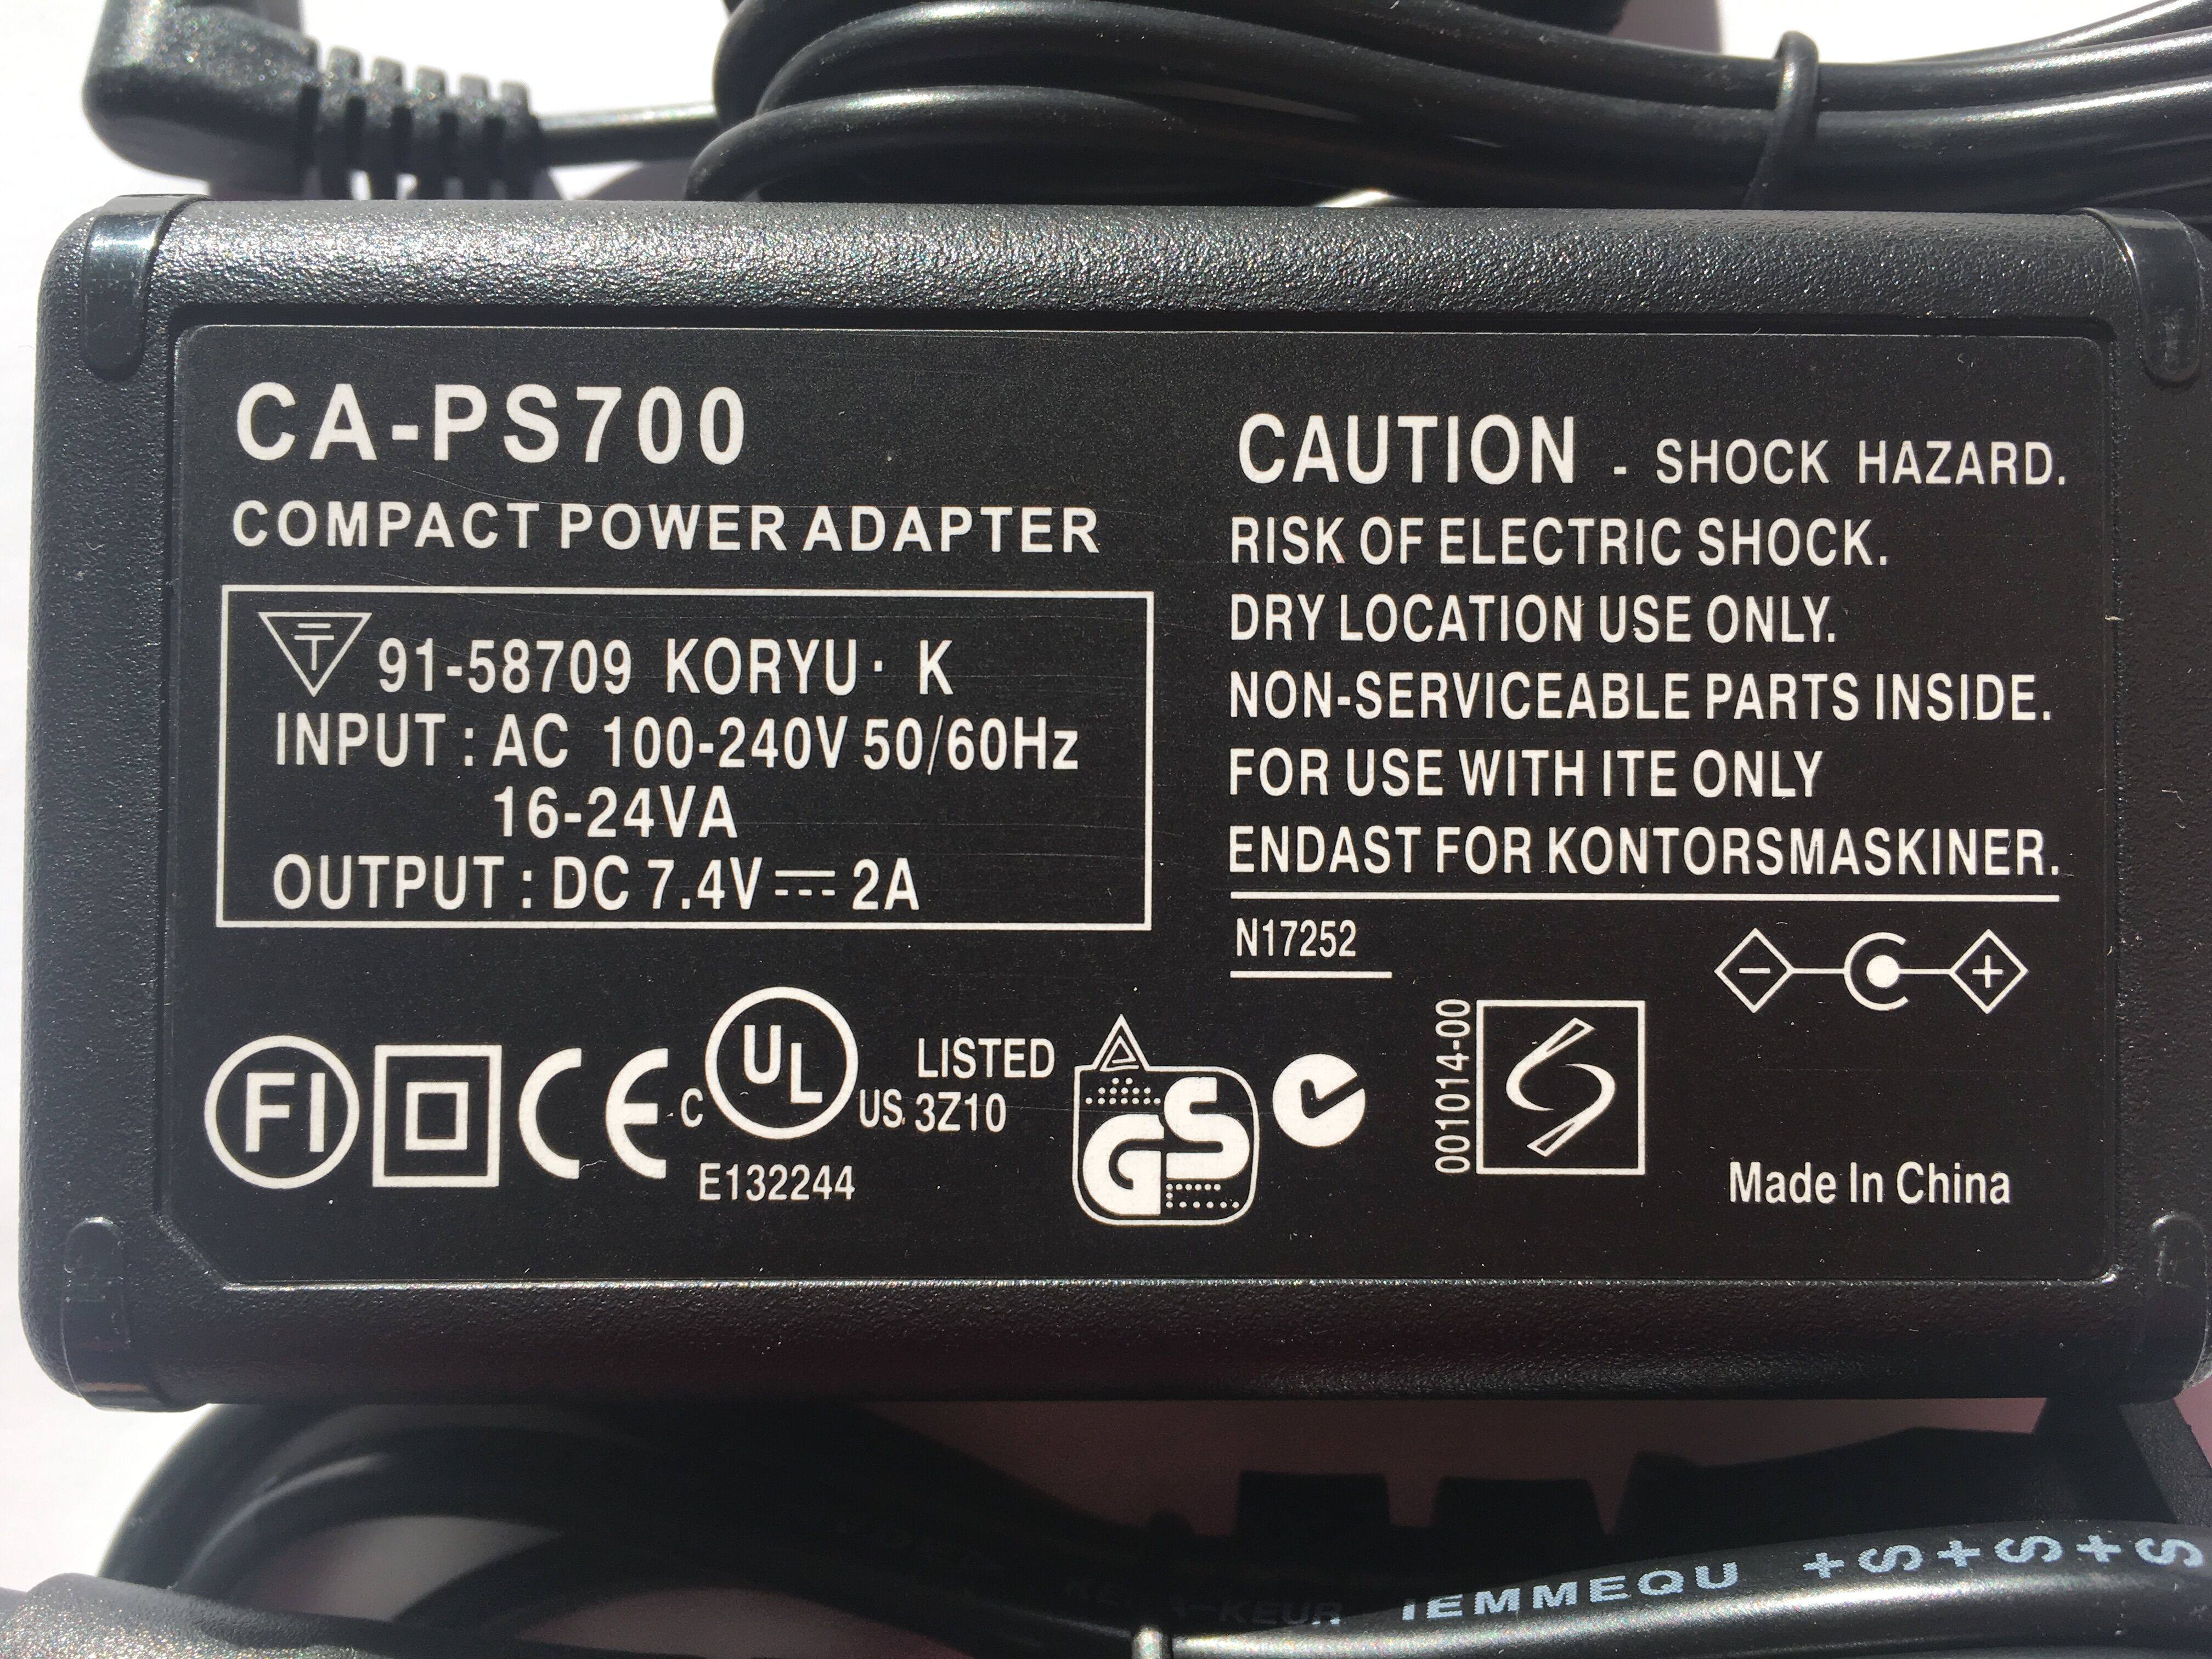 CA-PS700
COMPACT POWER ADAPTER
T 91-58709 KORYU · K
INPUT : AC 100-240V 50/60Hz
16-24VA
OUTPUT : DC 7.4V ⎓ 2A
CAUTION - SHOCK HAZARD.
RISK OF ELECTRIC SHOCK.
DRY LOCATION USE ONLY.
NON-SERVICEABLE PARTS INSIDE.
FOR USE WITH ITE ONLY
ENDAST FOR KONTORSMASKINER.
N17252
- +
FI CE C UL US LISTED 3Z10
E132244
GS
001014-00
S
Made In China
IEMMEQU +S+S+S